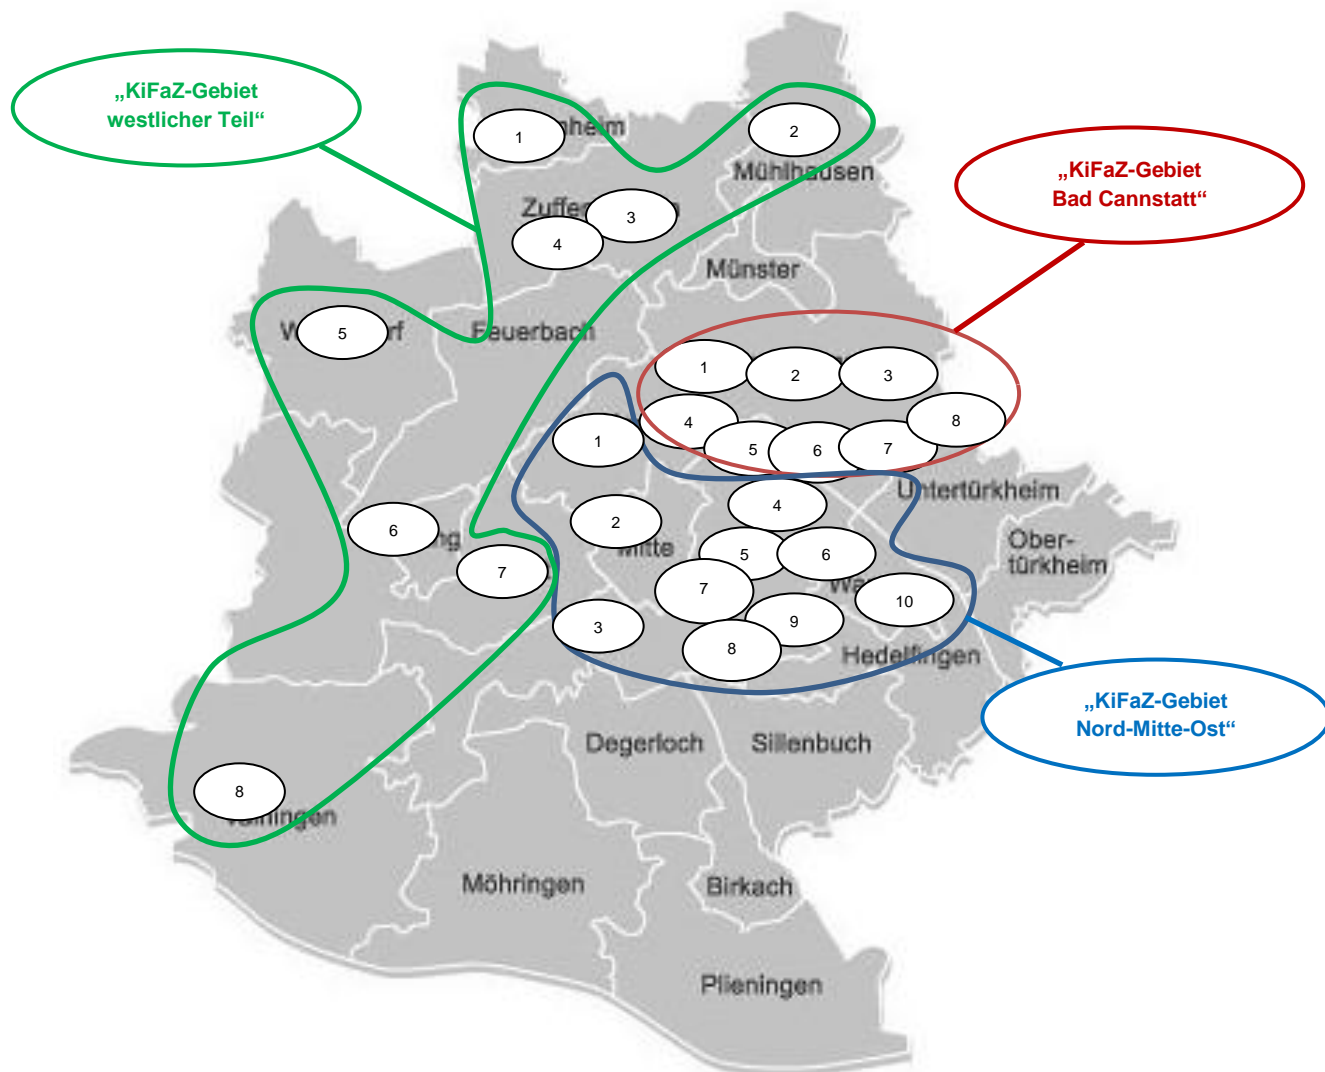 „KiFaZ-Gebiet
westlicher Teil“
1
2
Mühlhausen
„KiFaZ-Gebiet
Bad Cannstatt“
3
4
Münster
5
Feuerbach
1
2
3
4
5
6
7
8
1
2
Mitte
3
4
5
6
7
8
9
10
Untertürkheim
Ober-
türkheim
Hedelfingen
6
7
8
„KiFaZ-Gebiet
Nord-Mitte-Ost“
Degerloch
Sillenbuch
Möhringen
Birkach
Plieningen